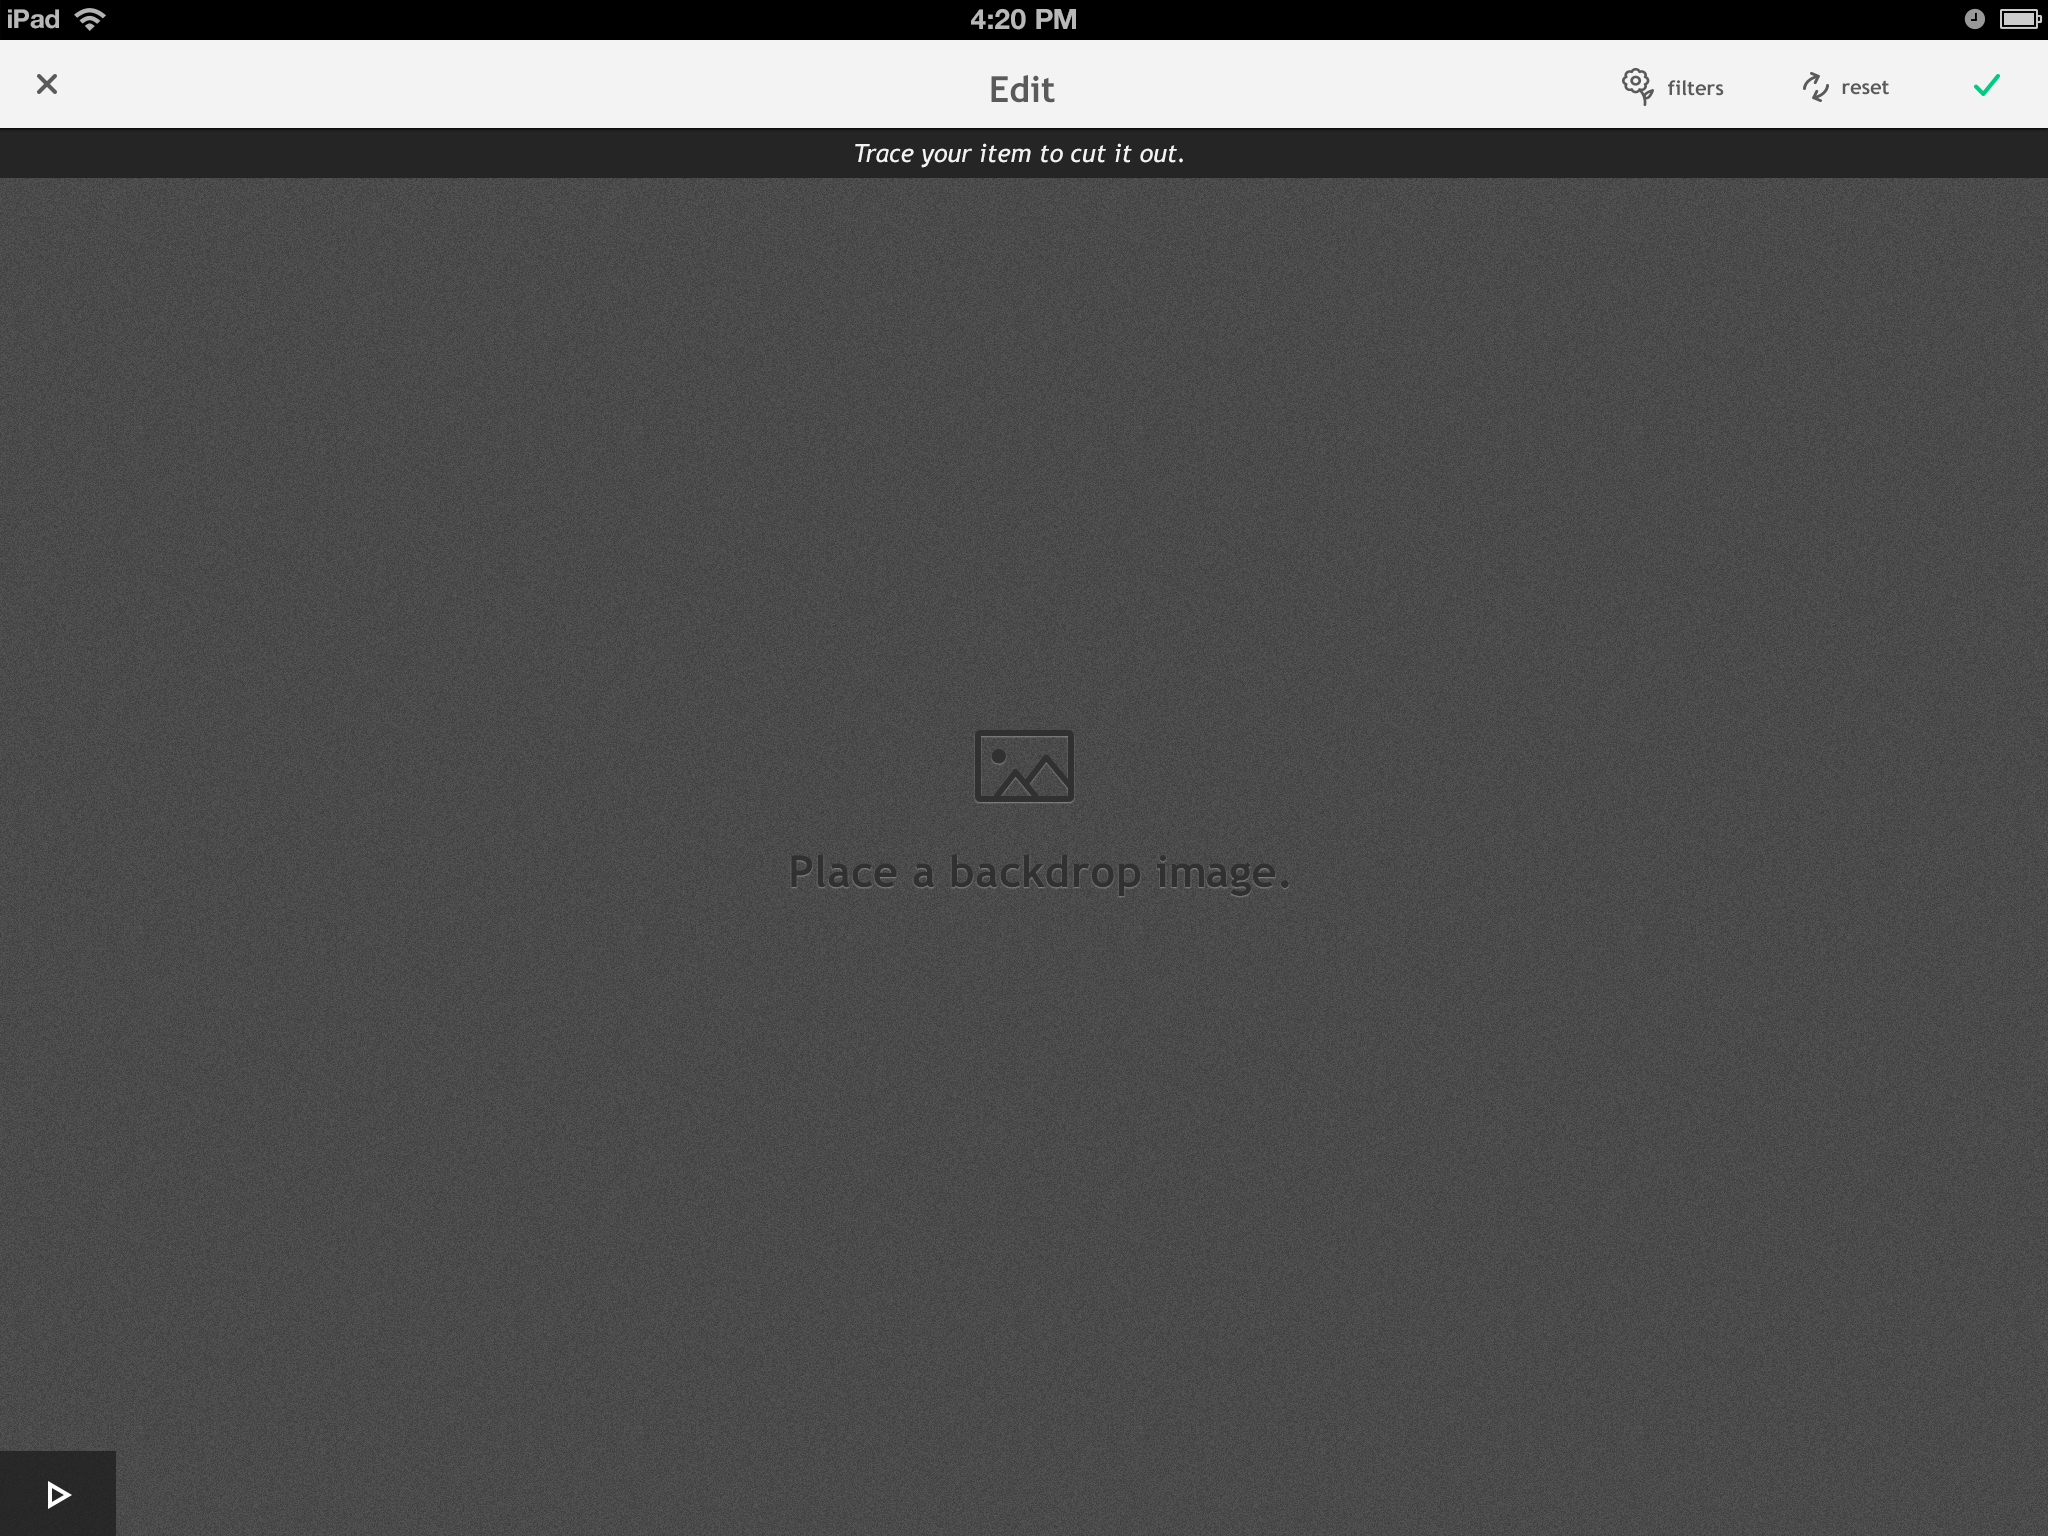 iPad
4:20 PM
Edit
filters
reset
Trace your item to cut it out.
Place a backdrop image.